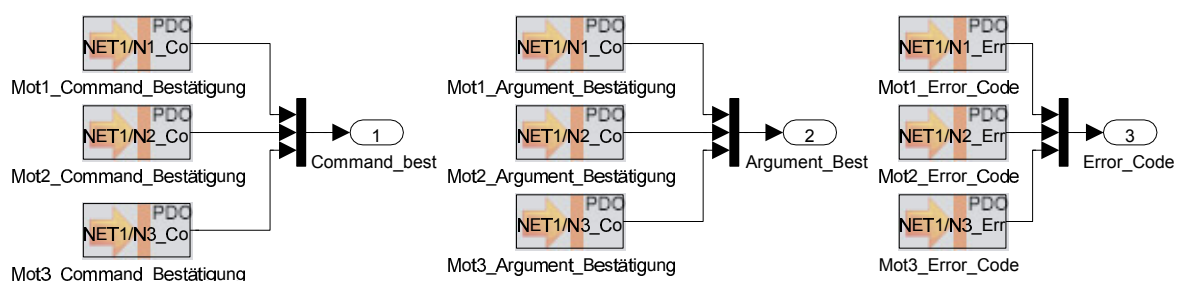 PDO
NET1/N1_Co
Mot1_Command_Bestätigung
PDO
NET1/N2_Co
Mot2_Command_Bestätigung
PDO
NET1/N3_Co
Mot3_Command_Bestätigung
1
Command_best
PDO
NET1/N1_Co
Mot1_Argument_Bestätigung
PDO
NET1/N2_Co
Mot2_Argument_Bestätigung
PDO
NET1/N3_Co
Mot3_Argument_Bestätigung
2
Argument_Best
PDO
NET1/N1_Err
Mot1_Error_Code
PDO
NET1/N2_Err
Mot2_Error_Code
PDO
NET1/N3_Err
Mot3_Error_Code
3
Error_Code